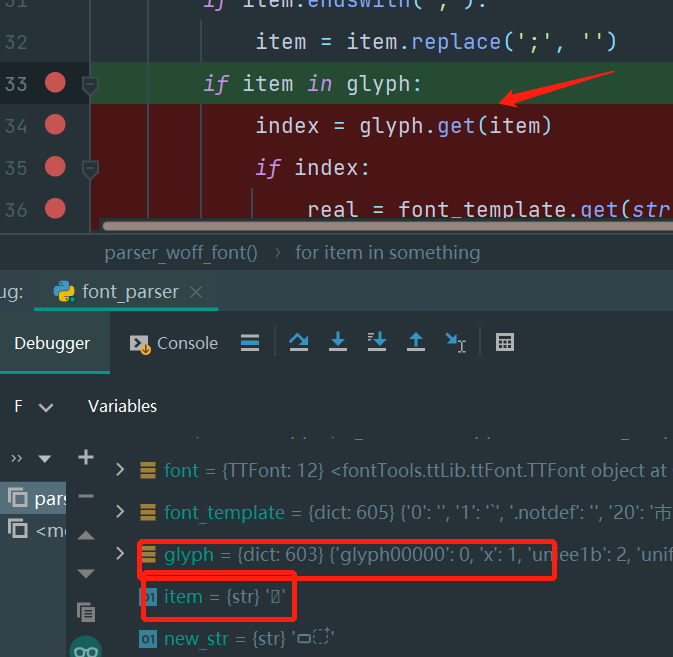 31 if item.endswith(';'):
32 item = item.replace(';', '')
33 if item in glyph:
34 index = glyph.get(item)
35 if index:
36 real = font_template.get(str
parser_woff_font() › for item in something
ug: font_parser ×
Debugger Console
F Variables
» + font = {TTFont: 12} <fontTools.ttLib.ttFont.TTFont object at
pars font_template = {dict: 605} {'0': '', '1': '`', '.notdef': '', '20': '市
<mo glyph = {dict: 603} {'glyph00000': 0, 'x': 1, 'uniee1b': 2, 'unif
01 item = {str} '▯'
01 new_str = {str} '